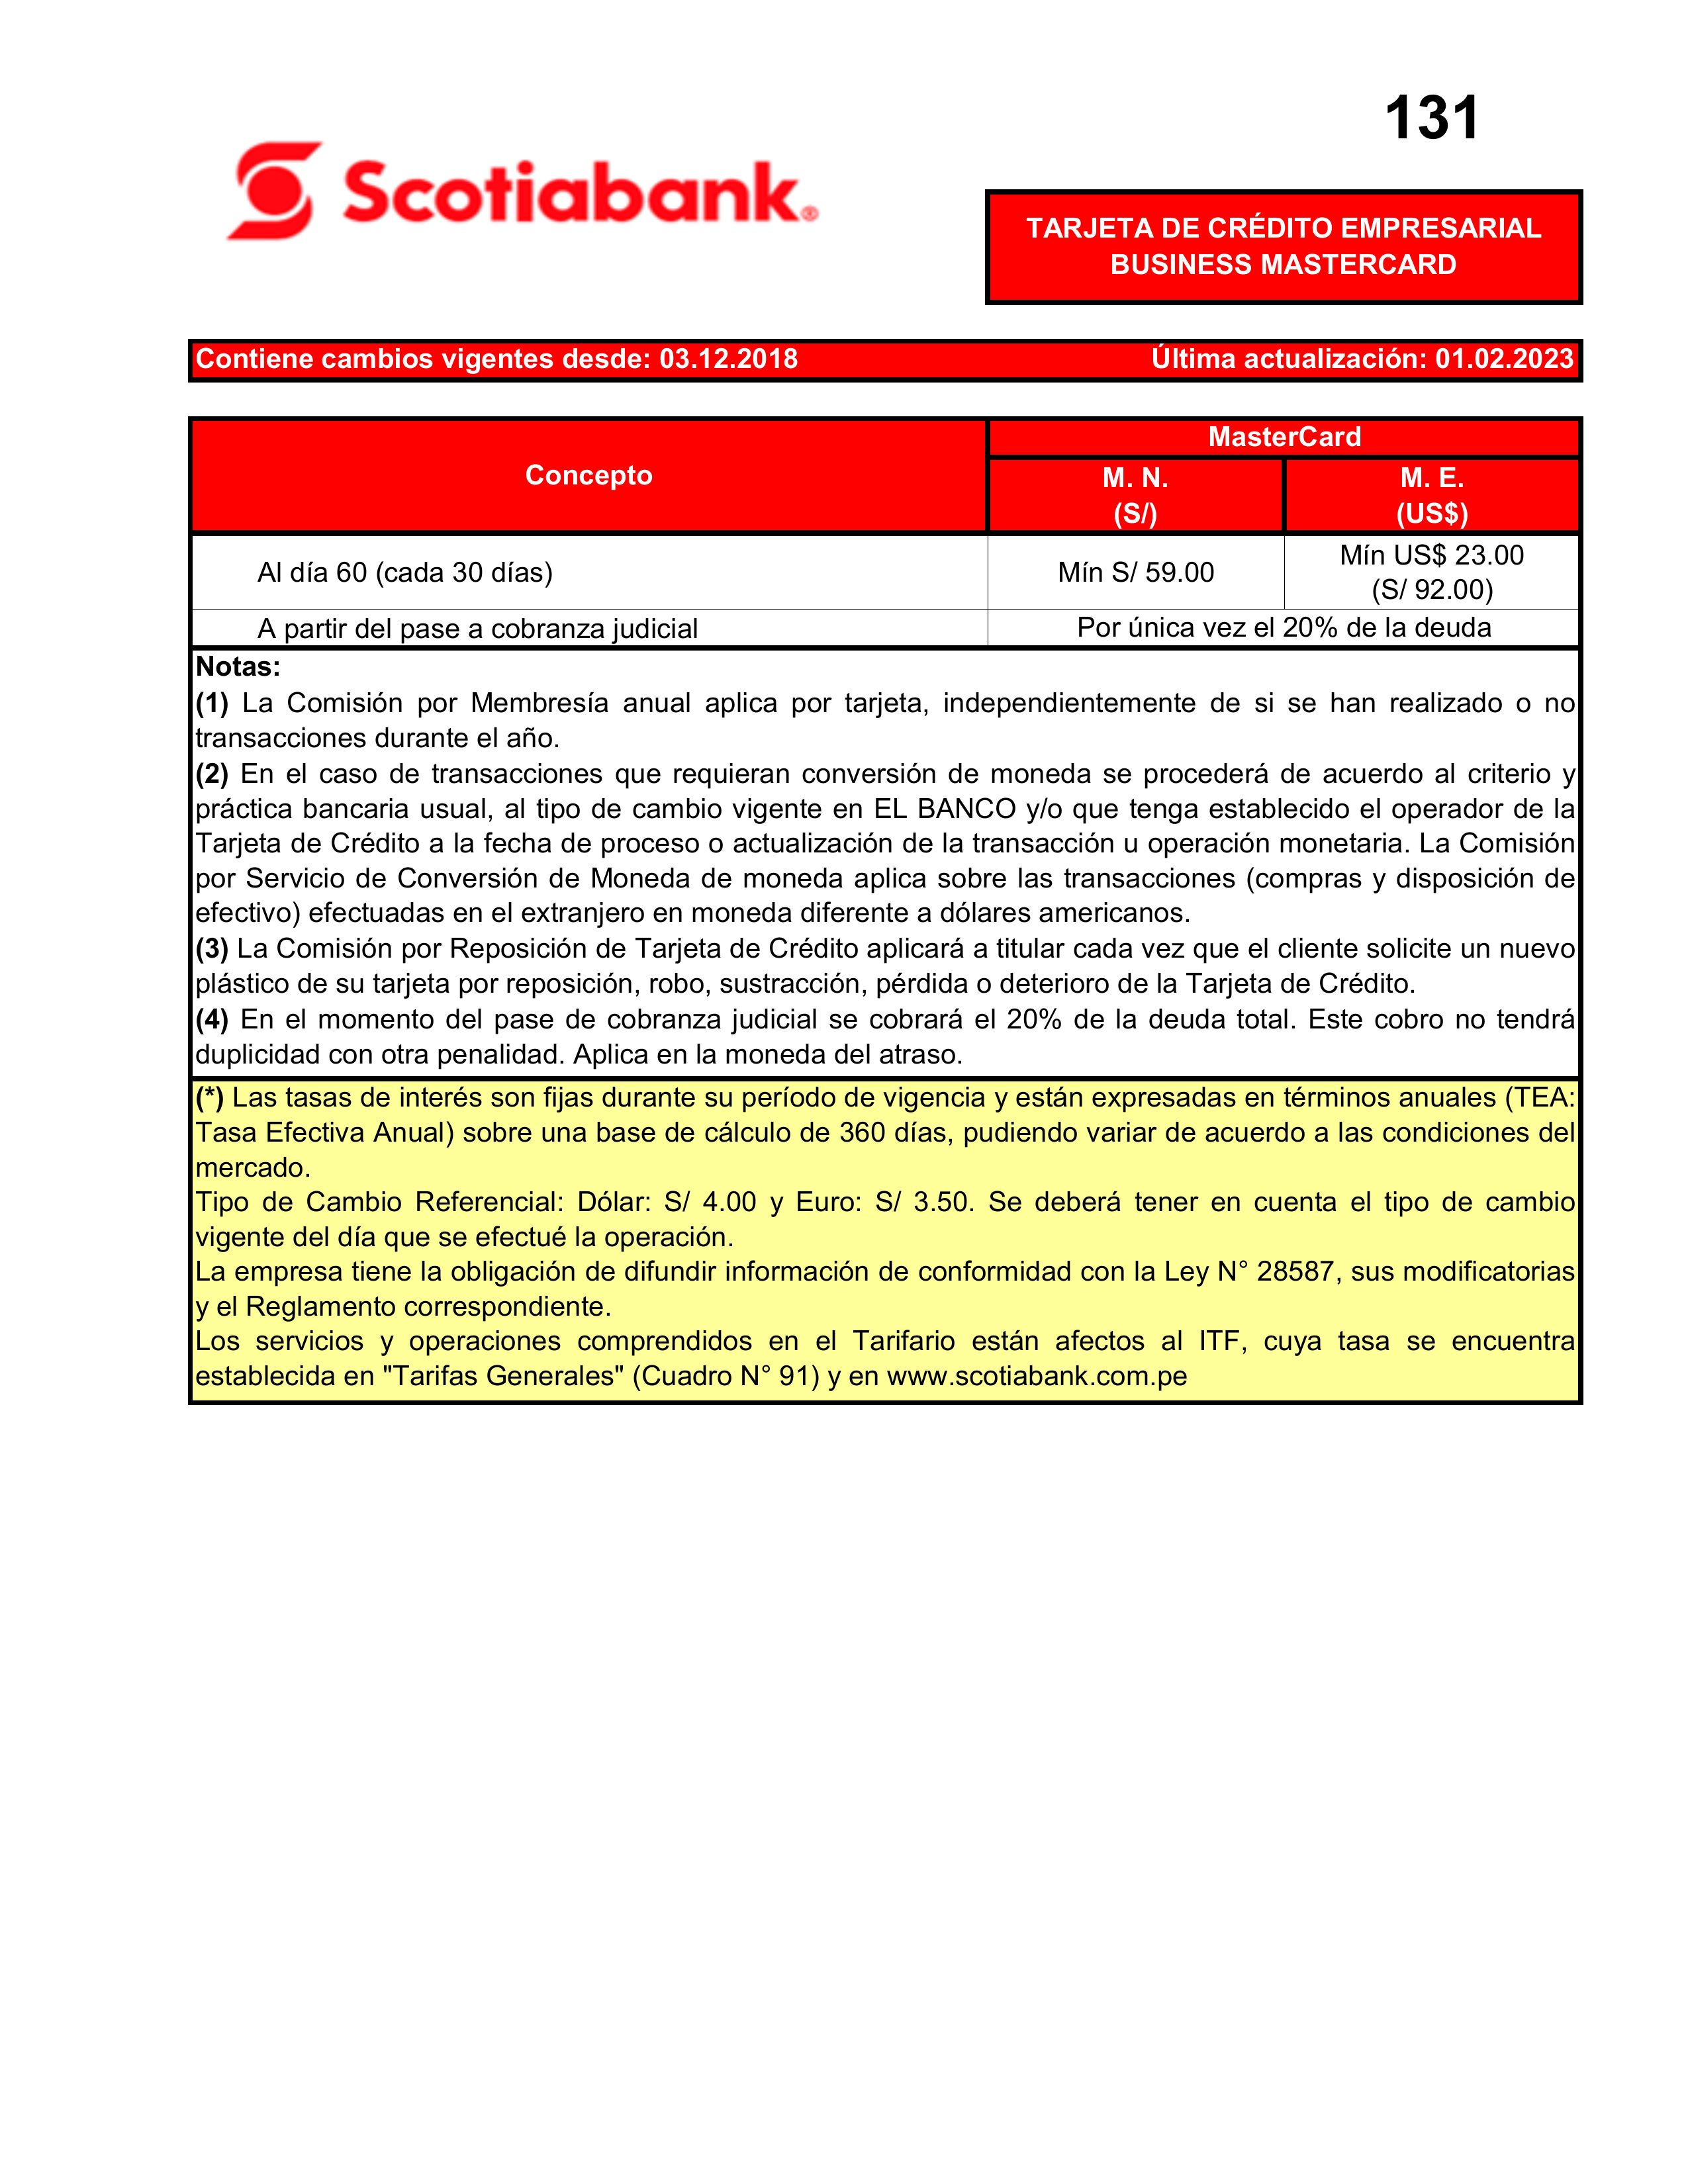 131
Scotiabank®
TARJETA DE CRÉDITO EMPRESARIAL
BUSINESS MASTERCARD
Contiene cambios vigentes desde: 03.12.2018 Última actualización: 01.02.2023
Concepto
MasterCard
M. N.
(S/)
M. E.
(US$)
Al día 60 (cada 30 días)
Mín S/ 59.00
Mín US$ 23.00
(S/ 92.00)
A partir del pase a cobranza judicial
Por única vez el 20% de la deuda
Notas:
(1) La Comisión por Membresía anual aplica por tarjeta, independientemente de si se han realizado o no
transacciones durante el año.
(2) En el caso de transacciones que requieran conversión de moneda se procederá de acuerdo al criterio y
práctica bancaria usual, al tipo de cambio vigente en EL BANCO y/o que tenga establecido el operador de la
Tarjeta de Crédito a la fecha de proceso o actualización de la transacción u operación monetaria. La Comisión
por Servicio de Conversión de Moneda de moneda aplica sobre las transacciones (compras y disposición de
efectivo) efectuadas en el extranjero en moneda diferente a dólares americanos.
(3) La Comisión por Reposición de Tarjeta de Crédito aplicará a titular cada vez que el cliente solicite un nuevo
plástico de su tarjeta por reposición, robo, sustracción, pérdida o deterioro de la Tarjeta de Crédito.
(4) En el momento del pase de cobranza judicial se cobrará el 20% de la deuda total. Este cobro no tendrá
duplicidad con otra penalidad. Aplica en la moneda del atraso.
(*) Las tasas de interés son fijas durante su período de vigencia y están expresadas en términos anuales (TEA:
Tasa Efectiva Anual) sobre una base de cálculo de 360 días, pudiendo variar de acuerdo a las condiciones del
mercado.
Tipo de Cambio Referencial: Dólar: S/ 4.00 y Euro: S/ 3.50. Se deberá tener en cuenta el tipo de cambio
vigente del día que se efectué la operación.
La empresa tiene la obligación de difundir información de conformidad con la Ley N° 28587, sus modificatorias
y el Reglamento correspondiente.
Los servicios y operaciones comprendidos en el Tarifario están afectos al ITF, cuya tasa se encuentra
establecida en "Tarifas Generales" (Cuadro N° 91) y en www.scotiabank.com.pe